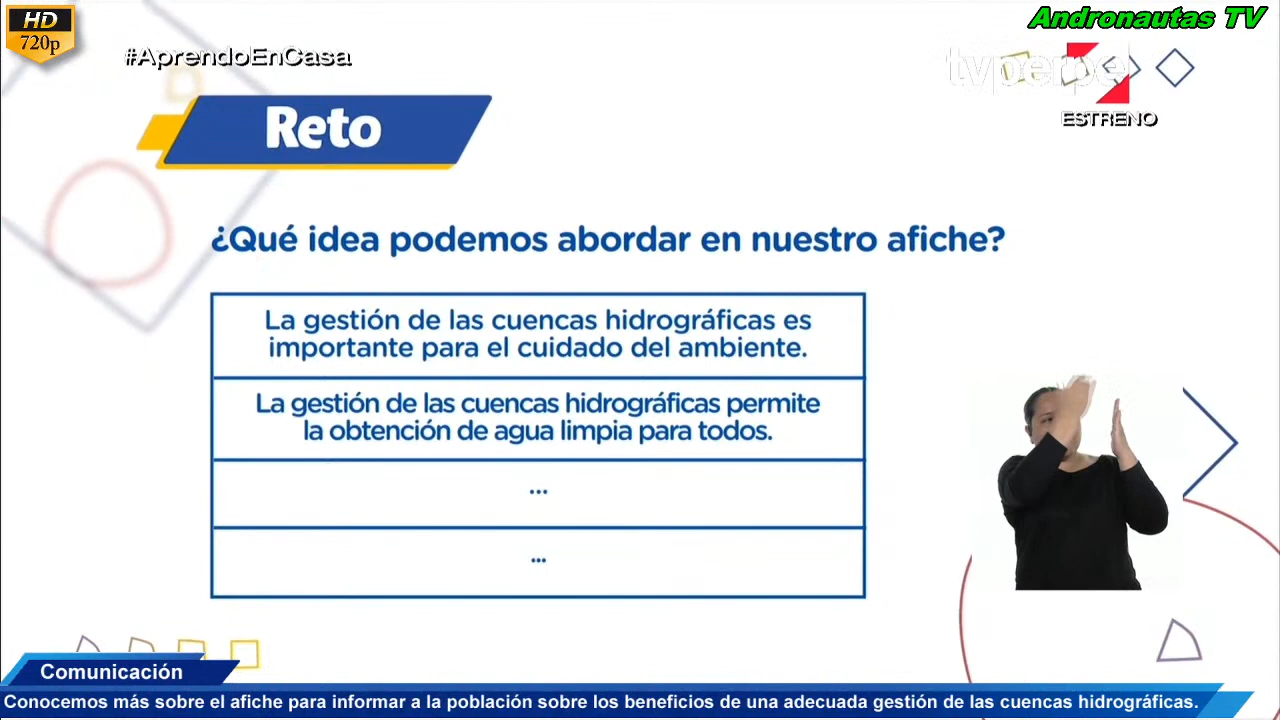 HD
720p
#AprendoEnCasa
Andronautas TV
tvperú
ESTRENO
Reto
¿Qué idea podemos abordar en nuestro afiche?
La gestión de las cuencas hidrográficas es
importante para el cuidado del ambiente.
La gestión de las cuencas hidrográficas permite
la obtención de agua limpia para todos.
...
...
Comunicación
Conocemos más sobre el afiche para informar a la población sobre los beneficios de una adecuada gestión de las cuencas hidrográficas.